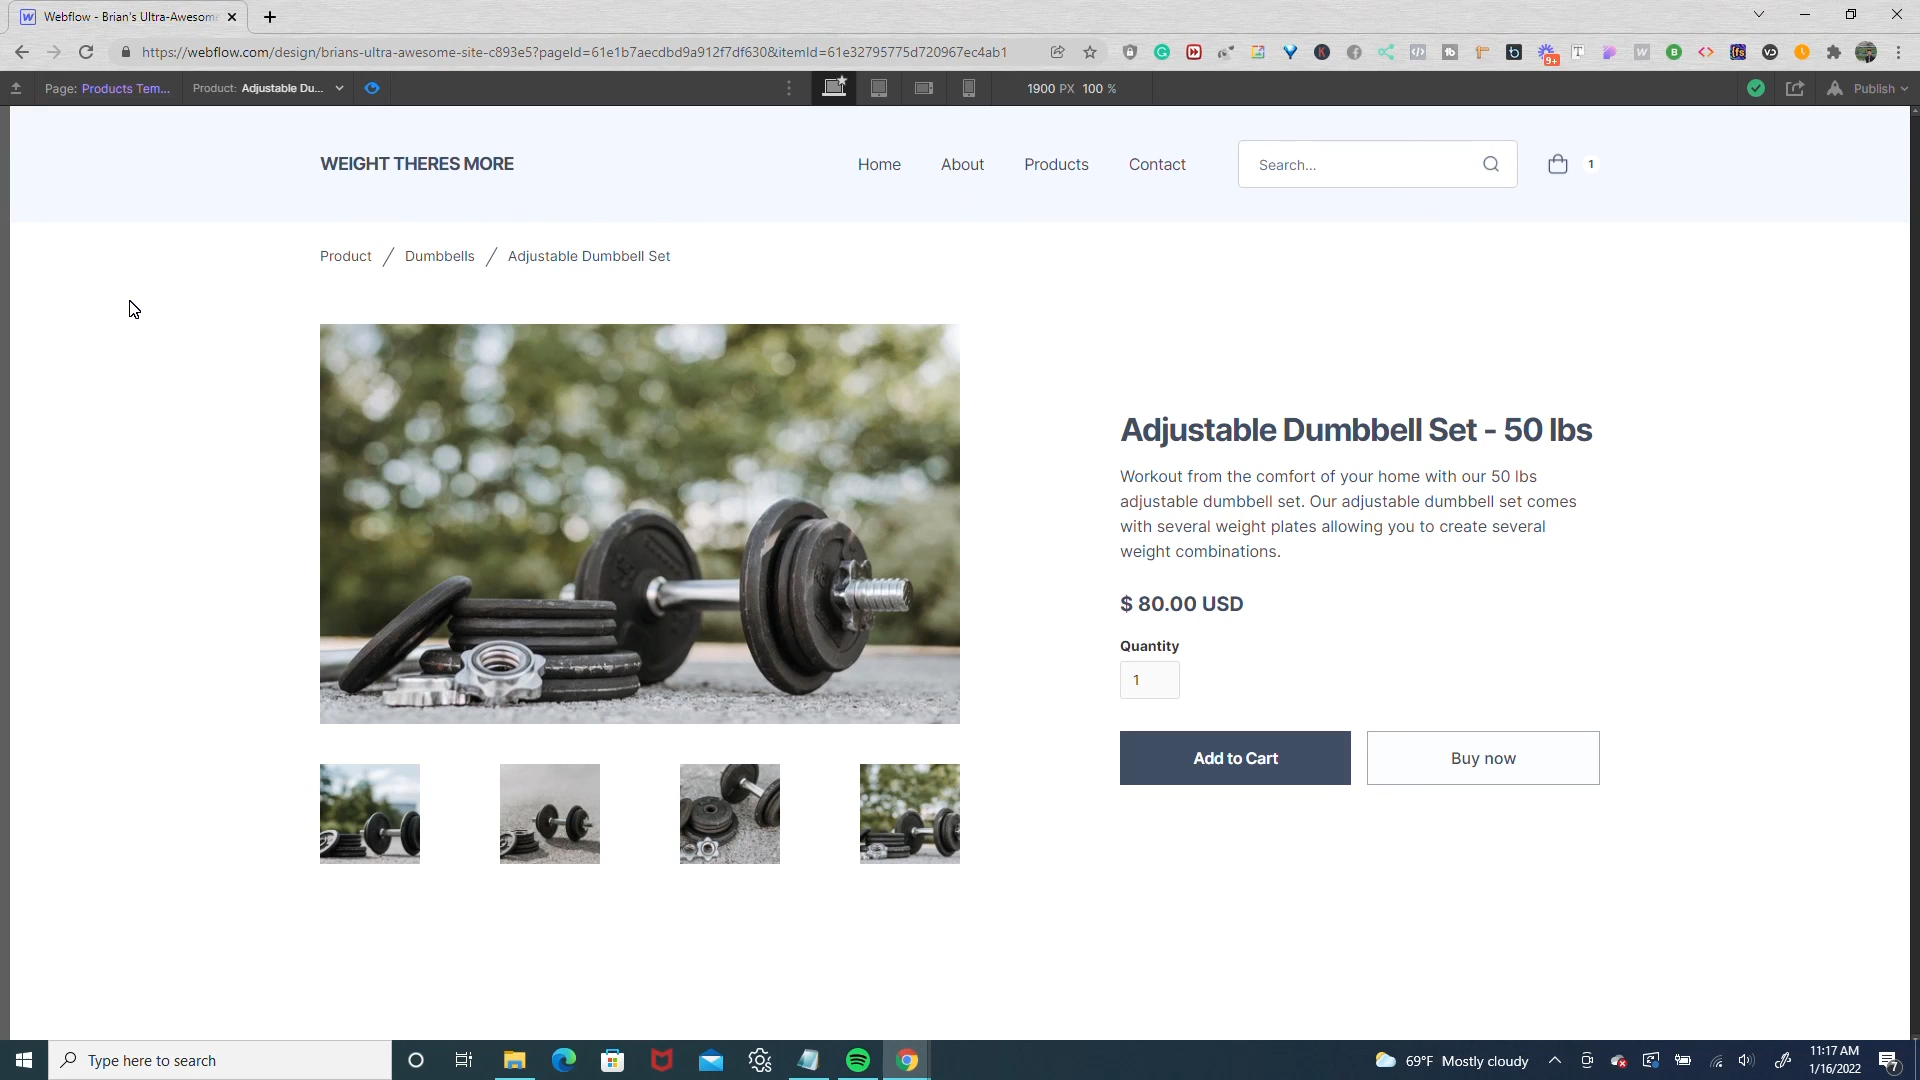 Webflow - Brian's Ultra-Awesom
https://webflow.com/design/brians-ultra-awesome-site-c893e5?pageId=61e1b7aecdbd9a912f7df630&itemId=61e32795775d720967ec4ab1
9+
Page: Products Tem...
Product: Adjustable Du...
1900 PX 100 %
Publish
WEIGHT THERES MORE
Home
About
Products
Contact
Search...
1
Product / Dumbbells / Adjustable Dumbbell Set
Adjustable Dumbbell Set - 50 lbs
Workout from the comfort of your home with our 50 lbs
adjustable dumbbell set. Our adjustable dumbbell set comes
with several weight plates allowing you to create several
weight combinations.
$ 80.00 USD
Quantity
1
Add to Cart
Buy now
Type here to search
69°F Mostly cloudy
11:17 AM
1/16/2022
7